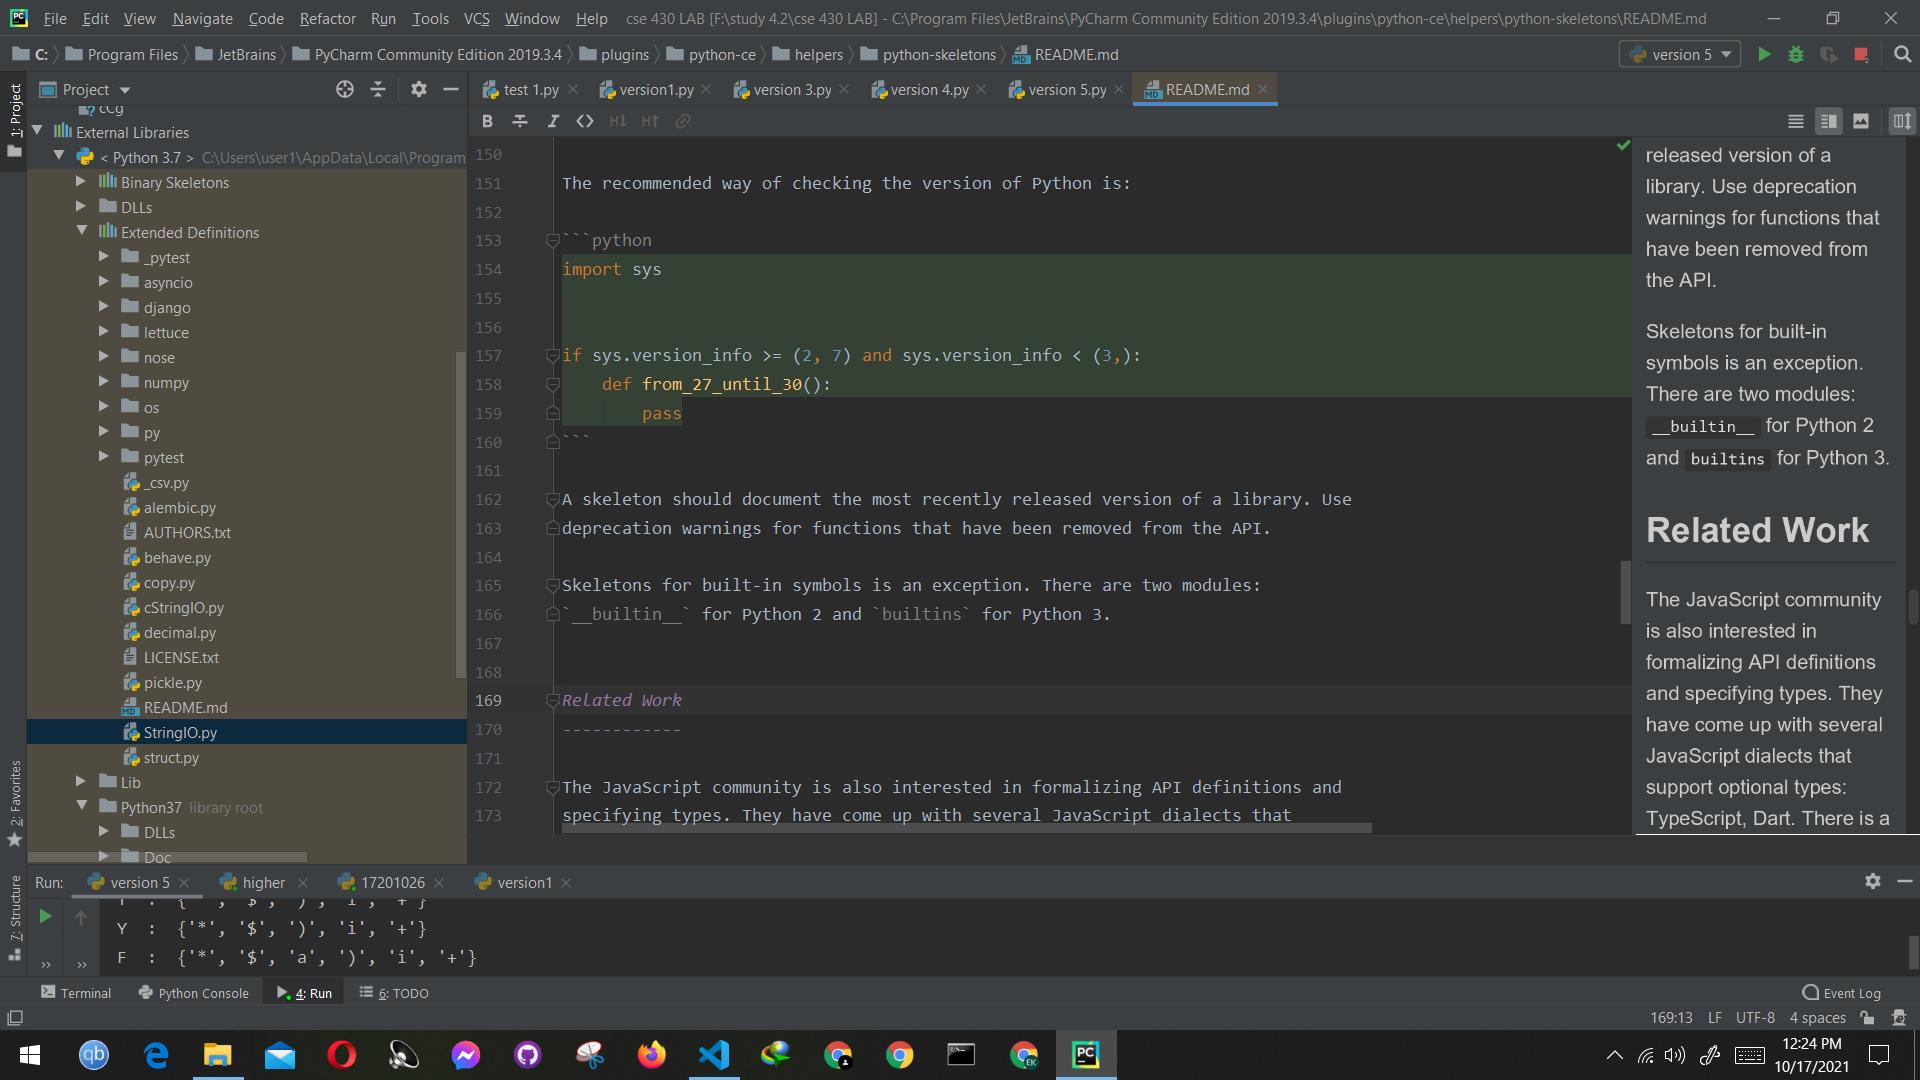 File Edit View Navigate Code Refactor Run Tools VCS Window Help cse 430 LAB [F:\study 4.2\cse 430 LAB] - C:\Program Files\JetBrains\PyCharm Community Edition 2019.3.4\plugins\python-ce\helpers\python-skeletons\README.md
C: Program Files JetBrains PyCharm Community Edition 2019.3.4 plugins python-ce helpers python-skeletons README.md version 5
1: Project
2: Favorites
7: Structure
Project
External Libraries
< Python 3.7 > C:\Users\user1\AppData\Local\Program
Binary Skeletons
DLLs
Extended Definitions
_pytest
asyncio
django
lettuce
nose
numpy
os
py
pytest
_csv.py
alembic.py
AUTHORS.txt
behave.py
copy.py
cStringIO.py
decimal.py
LICENSE.txt
pickle.py
README.md
StringIO.py
struct.py
Lib
Python37 library root
DLLs
Doc
test 1.py version1.py version 3.py version 4.py version 5.py README.md
B I <> H↓ H↑
150
151 The recommended way of checking the version of Python is:
152
153 ```python
154 import sys
155
156
157 if sys.version_info >= (2, 7) and sys.version_info < (3,):
158 def from_27_until_30():
159 pass
160 ```
161
162 A skeleton should document the most recently released version of a library. Use
163 deprecation warnings for functions that have been removed from the API.
164
165 Skeletons for built-in symbols is an exception. There are two modules:
166 `__builtin__` for Python 2 and `builtins` for Python 3.
167
168
169 Related Work
170 ------------
171
172 The JavaScript community is also interested in formalizing API definitions and
173 specifying types. They have come up with several JavaScript dialects that
released version of a
library. Use deprecation
warnings for functions that
have been removed from
the API.
Skeletons for built-in
symbols is an exception.
There are two modules:
__builtin__ for Python 2
and builtins for Python 3.
Related Work
The JavaScript community
is also interested in
formalizing API definitions
and specifying types. They
have come up with several
JavaScript dialects that
support optional types:
TypeScript, Dart. There is a
Run: version 5 higher 17201026 version1
Y : {'*', '$', ')', 'i', '+'}
F : {'*', '$', 'a', ')', 'i', '+'}
Terminal Python Console 4: Run 6: TODO Event Log
169:13 LF UTF-8 4 spaces
12:24 PM
10/17/2021